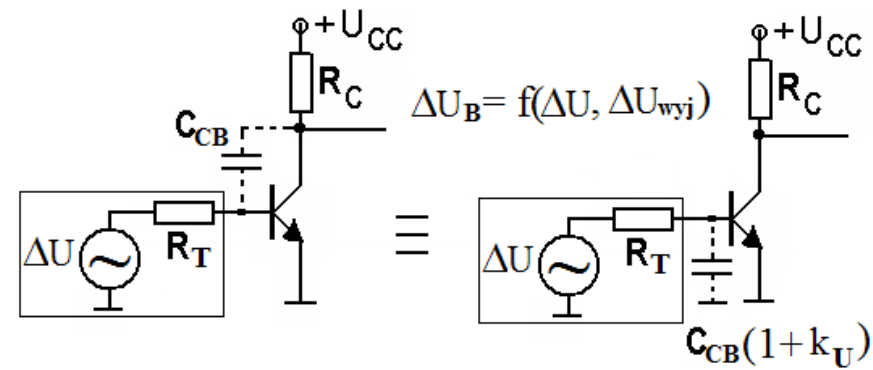 +U_CC
R_C
ΔU_B = f(ΔU, ΔU_wyj)
C_CB
ΔU
~
R_T
≡
+U_CC
R_C
ΔU
~
R_T
C_CB(1+k_U)